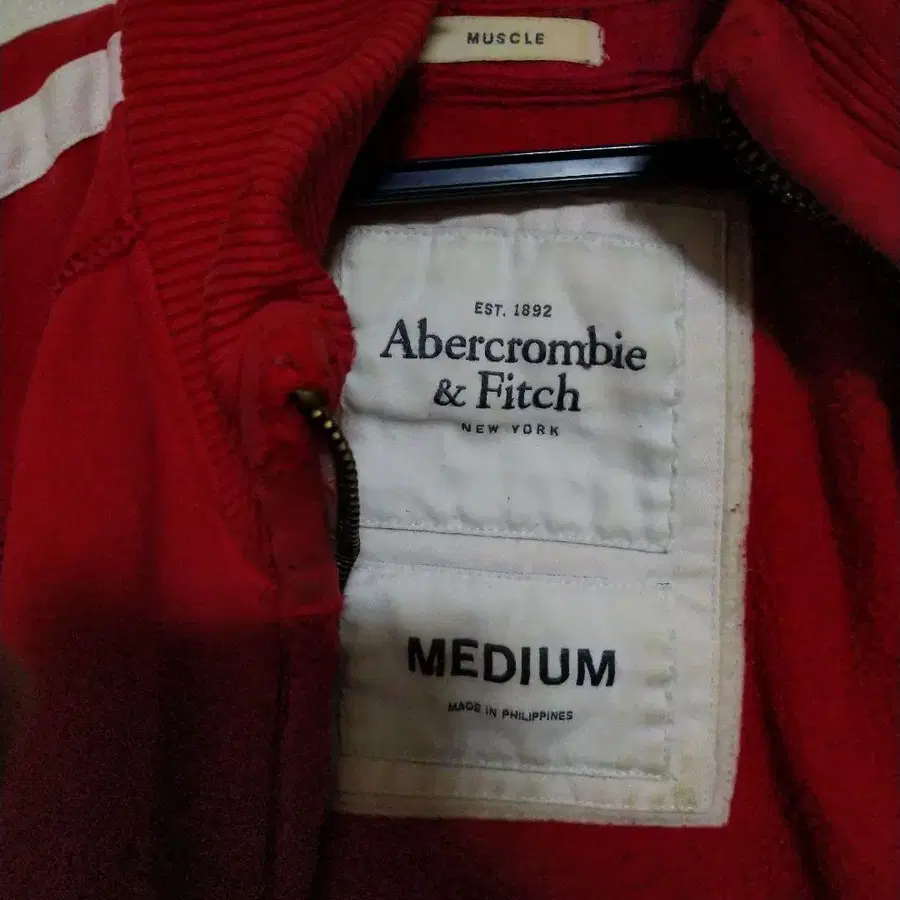 MUSCLE
EST. 1892
Abercrombie
& Fitch
NEW YORK
MEDIUM
MADE IN PHILIPPINES